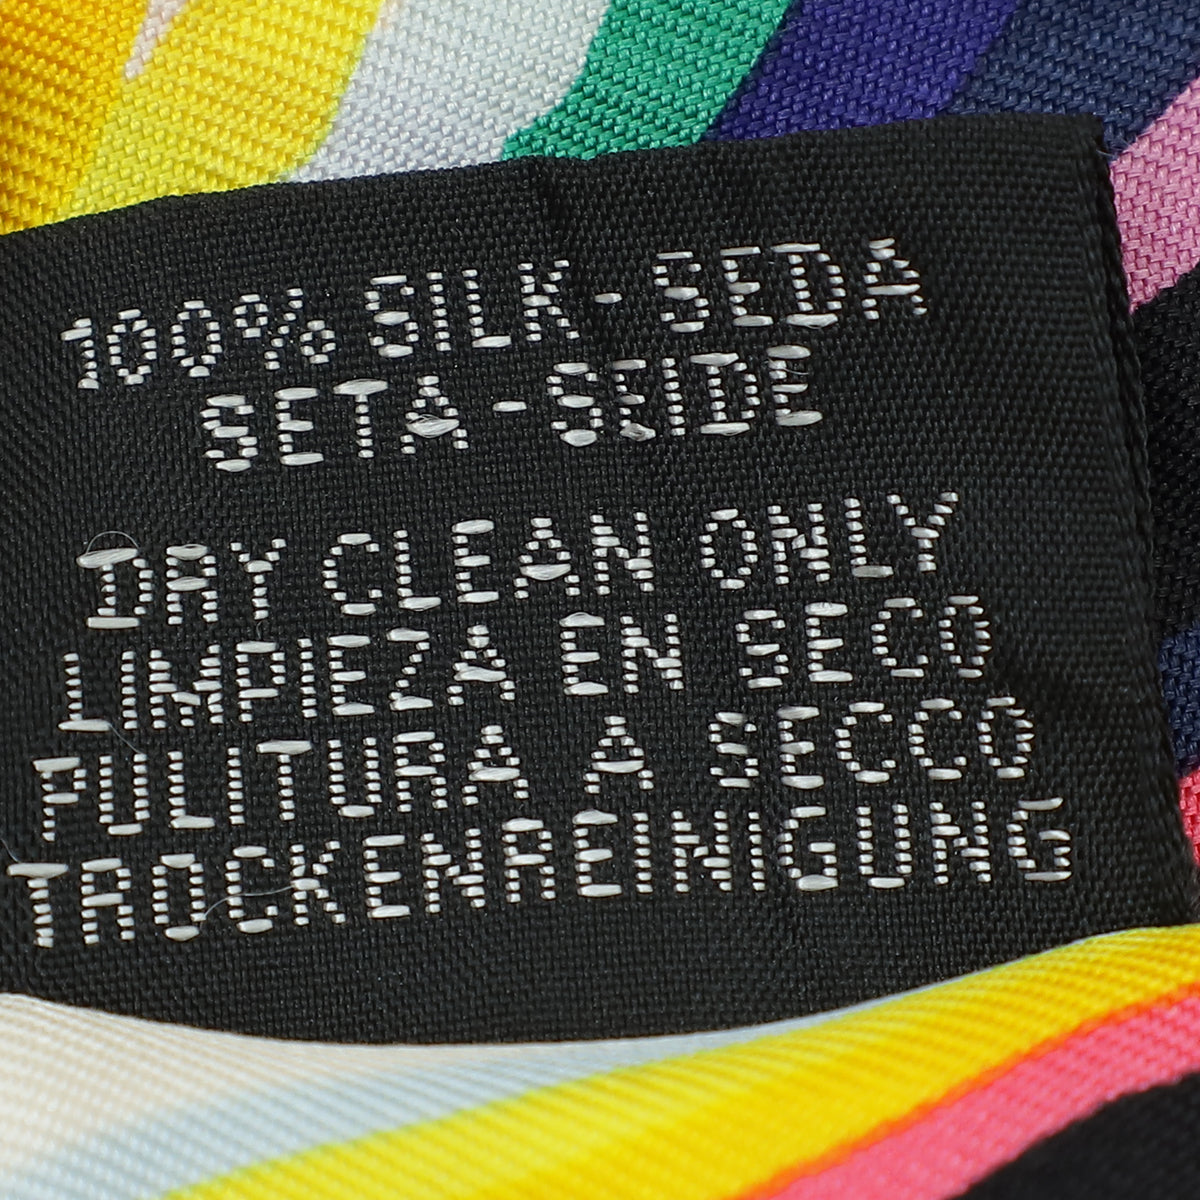 100% SILK - SEDA
SETA - SEIDE
DRY CLEAN ONLY
LIMPIEZA EN SECO
PULITURA A SECCO
TROCKENREINIGUNG